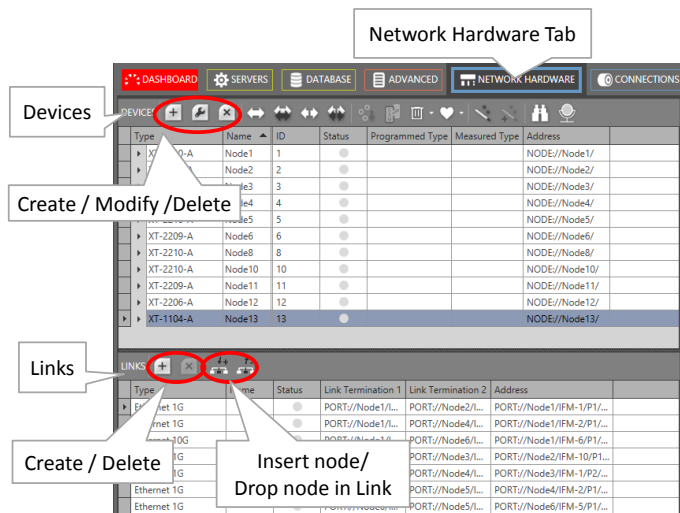 Network Hardware Tab
DASHBOARD SERVERS DATABASE ADVANCED NETWORK HARDWARE CONNECTIONS
Devices
DEVICES
Type Name ID Status Programmed Type Measured Type Address
Node1 1 NODE://Node1/
Node2 2 NODE://Node2/
3 NODE://Node3/
Create / Modify /Delete
4 NODE://Node4/
5 NODE://Node5/
XT-2209-A Node6 6 NODE://Node6/
XT-2210-A Node8 8 NODE://Node8/
XT-2210-A Node10 10 NODE://Node10/
XT-2209-A Node11 11 NODE://Node11/
XT-2206-A Node12 12 NODE://Node12/
XT-1104-A Node13 13 NODE://Node13/
Links
LINKS
Type Name Status Link Termination 1 Link Termination 2 Address
Ethernet 1G PORT://Node1/I... PORT://Node2/I... PORT://Node1/IFM-1/P1/...
1G PORT://Node1/I... PORT://Node4/I... PORT://Node1/IFM-2/P1/...
10G PORT://Node6/I... PORT://Node1/IFM-6/P1/...
Create / Delete
Insert node/
Drop node in Link
1G PORT://Node3/I... PORT://Node2/IFM-10/P1...
1G PORT://Node4/I... PORT://Node3/IFM-1/P2/...
Ethernet 1G PORT://Node5/I... PORT://Node4/IFM-2/P1/...
Ethernet 1G PORT://Node5/I... PORT://Node6/IFM-5/P1/...